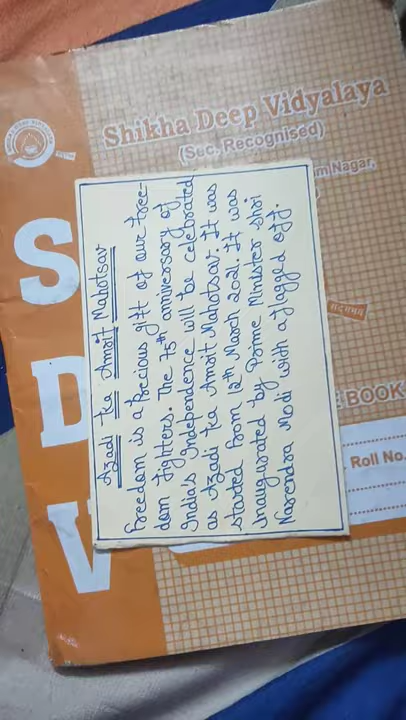 Shikha Deep Vidyalaya
(Sec. Recognised)
Nagar,
S
D
V
E BOOK
Roll No.
Azadi ka Amrit Mahotsav
Freedom is a Precious gift of our free-
dom fighters. The 75th anniversary of
India's Independence will be celebrated
as Azadi ka Amrit Mahotsav. It was
started from 12th March 2021. It was
inaugurated by Prime Minister Shri
Narendra Modi with a flagged off.